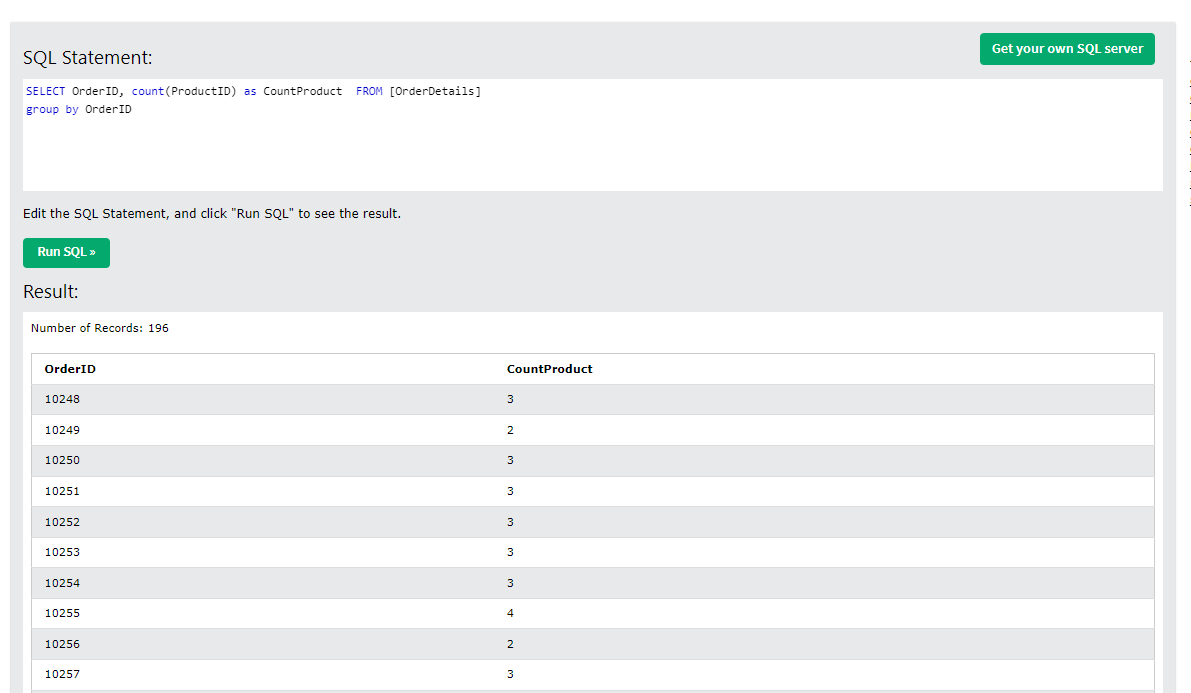 Get your own SQL server
SQL Statement:
SELECT OrderID, count(ProductID) as CountProduct  FROM [OrderDetails]
group by OrderID
Edit the SQL Statement, and click "Run SQL" to see the result.
Run SQL »
Result:
Number of Records: 196
OrderID CountProduct
10248 3
10249 2
10250 3
10251 3
10252 3
10253 3
10254 3
10255 4
10256 2
10257 3